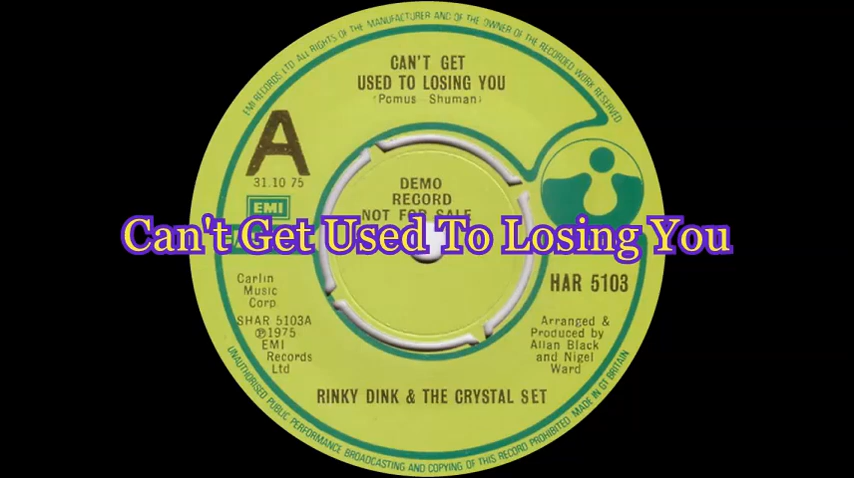 EMI RECORDS LTD ALL RIGHTS OF THE MANUFACTURER AND OF THE OWNER OF THE RECORDED WORK RESERVED
CAN'T GET
USED TO LOSING YOU
(Pomus - Shuman)
A
31.10 75
DEMO
RECORD
NOT FOR SALE
EMI
Can't Get Used To Losing You
HAR 5103
Carlin
Music
Corp
SHAR 5103A
℗1975
EMI
Records
Ltd
Arranged &
Produced by
Allan Black
and Nigel
Ward
RINKY DINK & THE CRYSTAL SET
UNAUTHORISED PUBLIC PERFORMANCE BROADCASTING AND COPYING OF THIS RECORD PROHIBITED MADE IN GT BRITAIN